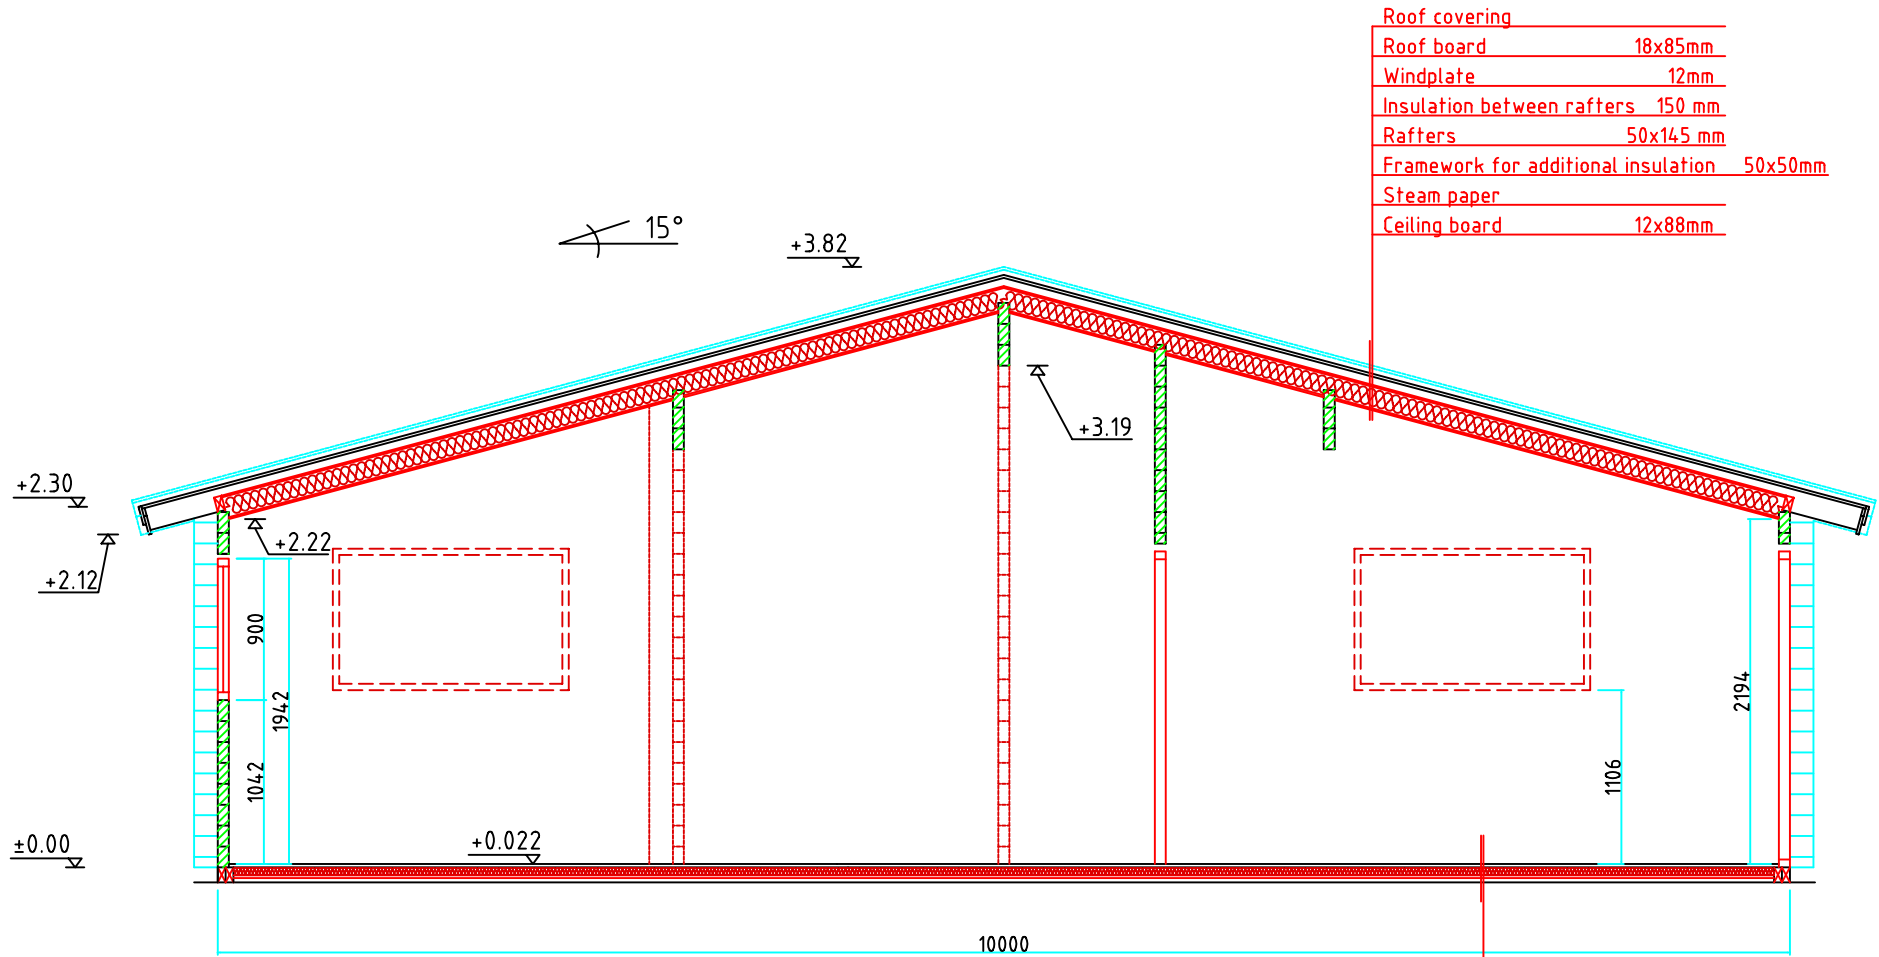 Roof covering
Roof board 18x85mm
Windplate 12mm
Insulation between rafters 150 mm
Rafters 50x145 mm
Framework for additional insulation 50x50mm
Steam paper
Ceiling board 12x88mm
15°
+3.82
+3.19
+2.30
+2.22
+2.12
900
1942
2194
1042
1106
±0.00
+0.022
10000